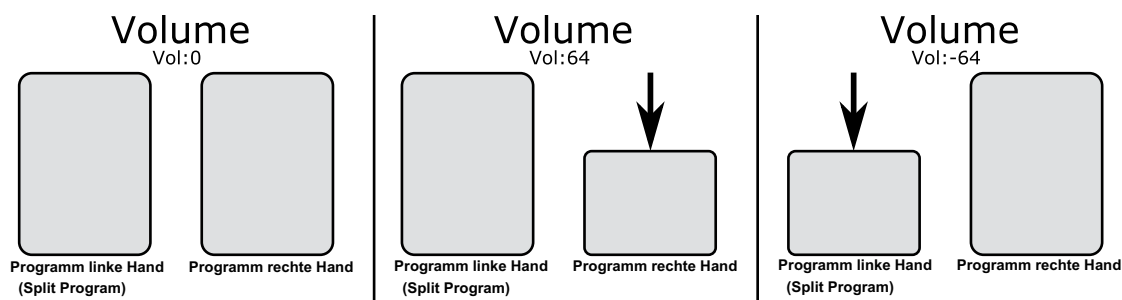 Volume
Vol:0
Programm linke Hand
(Split Program)
Programm rechte Hand
Volume
Vol:64
Programm linke Hand
(Split Program)
Programm rechte Hand
Volume
Vol:-64
Programm linke Hand
(Split Program)
Programm rechte Hand